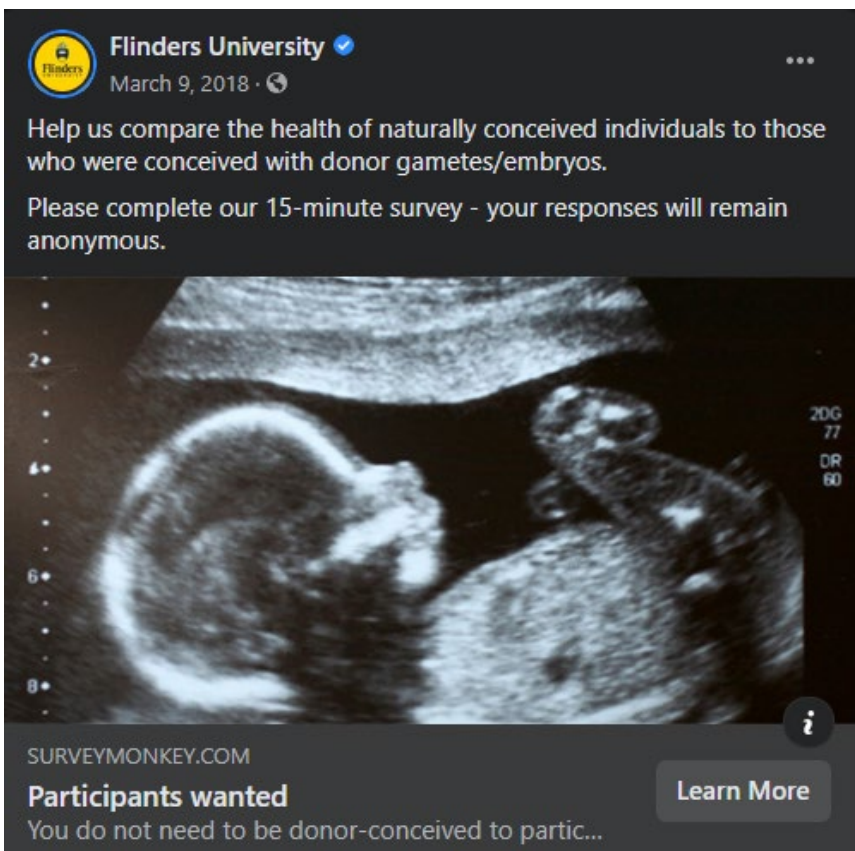 Flinders University
March 9, 2018 ·
Flinders
UNIVERSITY
Help us compare the health of naturally conceived individuals to those
who were conceived with donor gametes/embryos.
Please complete our 15-minute survey - your responses will remain
anonymous.
2
4
6
8
2DG
77
DR
60
i
SURVEYMONKEY.COM
Participants wanted
You do not need to be donor-conceived to partic...
Learn More